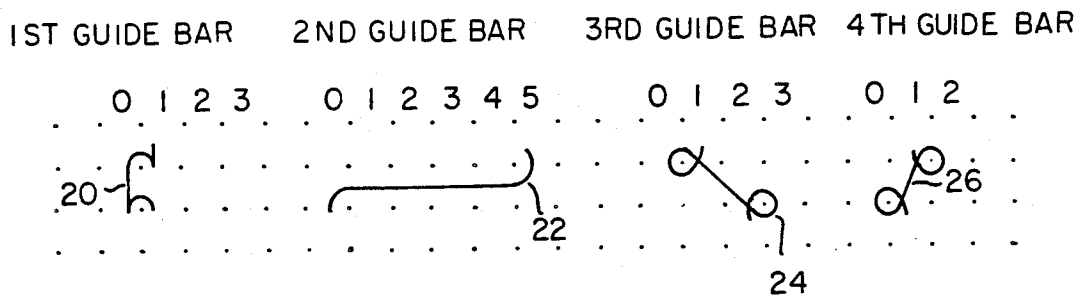 1ST GUIDE BAR 2ND GUIDE BAR 3RD GUIDE BAR 4TH GUIDE BAR
0 1 2 3 0 1 2 3 4 5 0 1 2 3 0 1 2
20 26
22
24